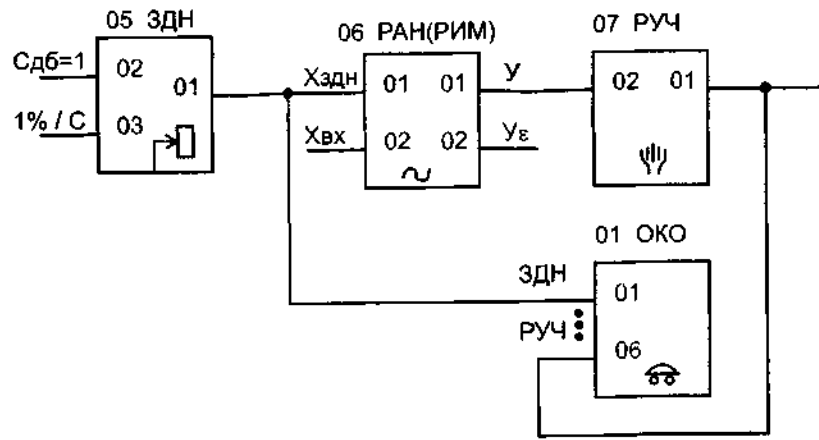 05 ЗДН
06 РАН(РИМ)
07 РУЧ
Сдб=1
02
01
1% / С
03
Хздн
01 01
У
02 01
Хвх
02 02
Уε
01 ОКО
ЗДН
01
РУЧ
06